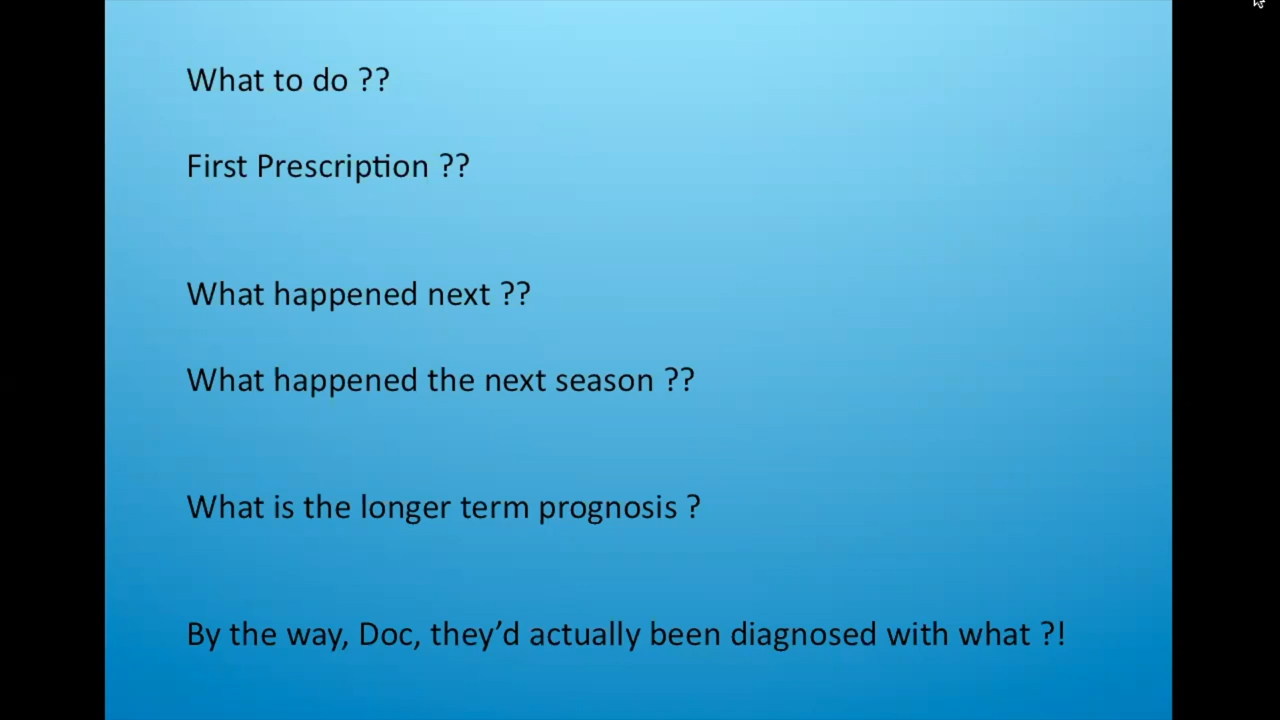 What to do ??
First Prescription ??
What happened next ??
What happened the next season ??
What is the longer term prognosis ?
By the way, Doc, they’d actually been diagnosed with what ?!